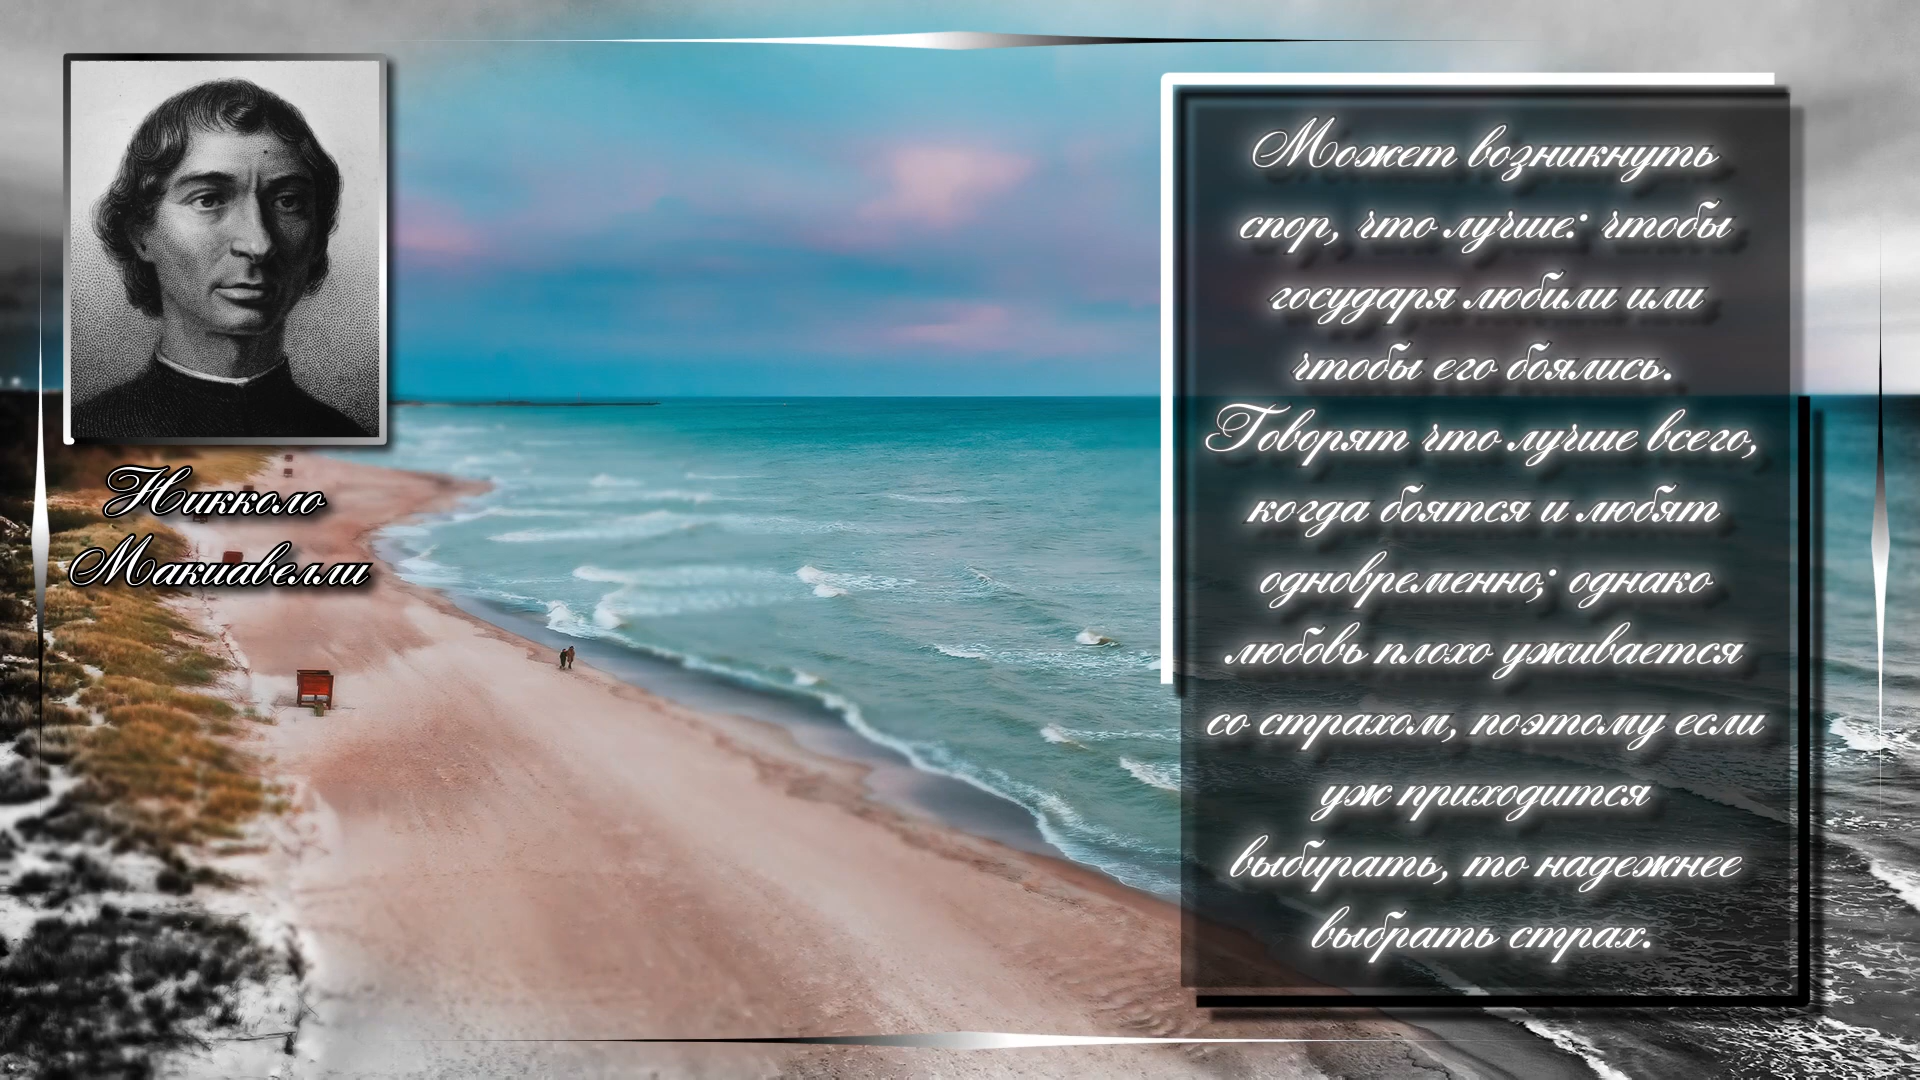 Никколо
Макиавелли
Может возникнуть
спор, что лучше: чтобы
государя любили или
чтобы его боялись.
Говорят что лучше всего,
когда боятся и любят
одновременно; однако
любовь плохо уживается
со страхом, поэтому если
уж приходится
выбирать, то надежнее
выбрать страх.